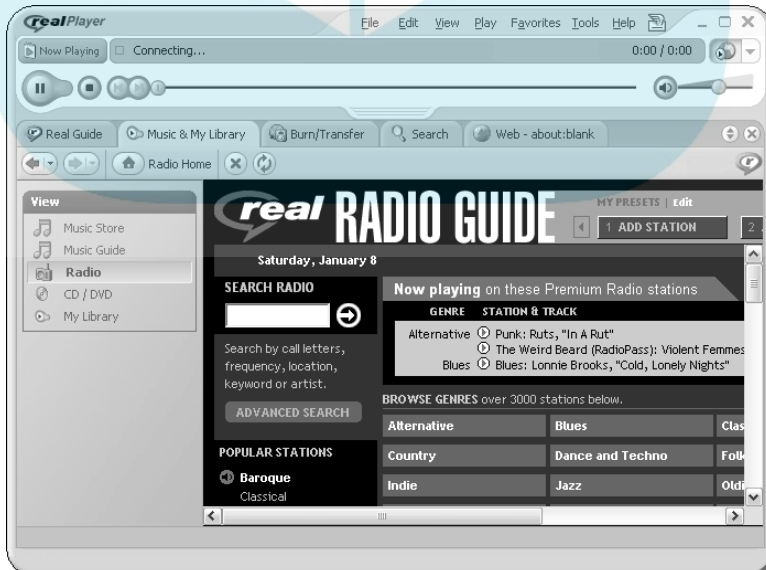 realPlayer
File Edit View Play Favorites Tools Help
Now Playing Connecting... 0:00 / 0:00
Real Guide Music & My Library Burn/Transfer Search Web - about:blank
Radio Home
View
Music Store
Music Guide
Radio
CD / DVD
My Library
real RADIO GUIDE
MY PRESETS | Edit
1 ADD STATION 2
Saturday, January 8
SEARCH RADIO
Search by call letters,
frequency, location,
keyword or artist.
ADVANCED SEARCH
POPULAR STATIONS
Baroque
Classical
Now playing on these Premium Radio stations
GENRE STATION & TRACK
Alternative Punk: Ruts, "In A Rut"
The Weird Beard (RadioPass): Violent Femmes
Blues Blues: Lonnie Brooks, "Cold, Lonely Nights"
BROWSE GENRES over 3000 stations below.
Alternative Blues Clas
Country Dance and Techno Folk
Indie Jazz Oldi